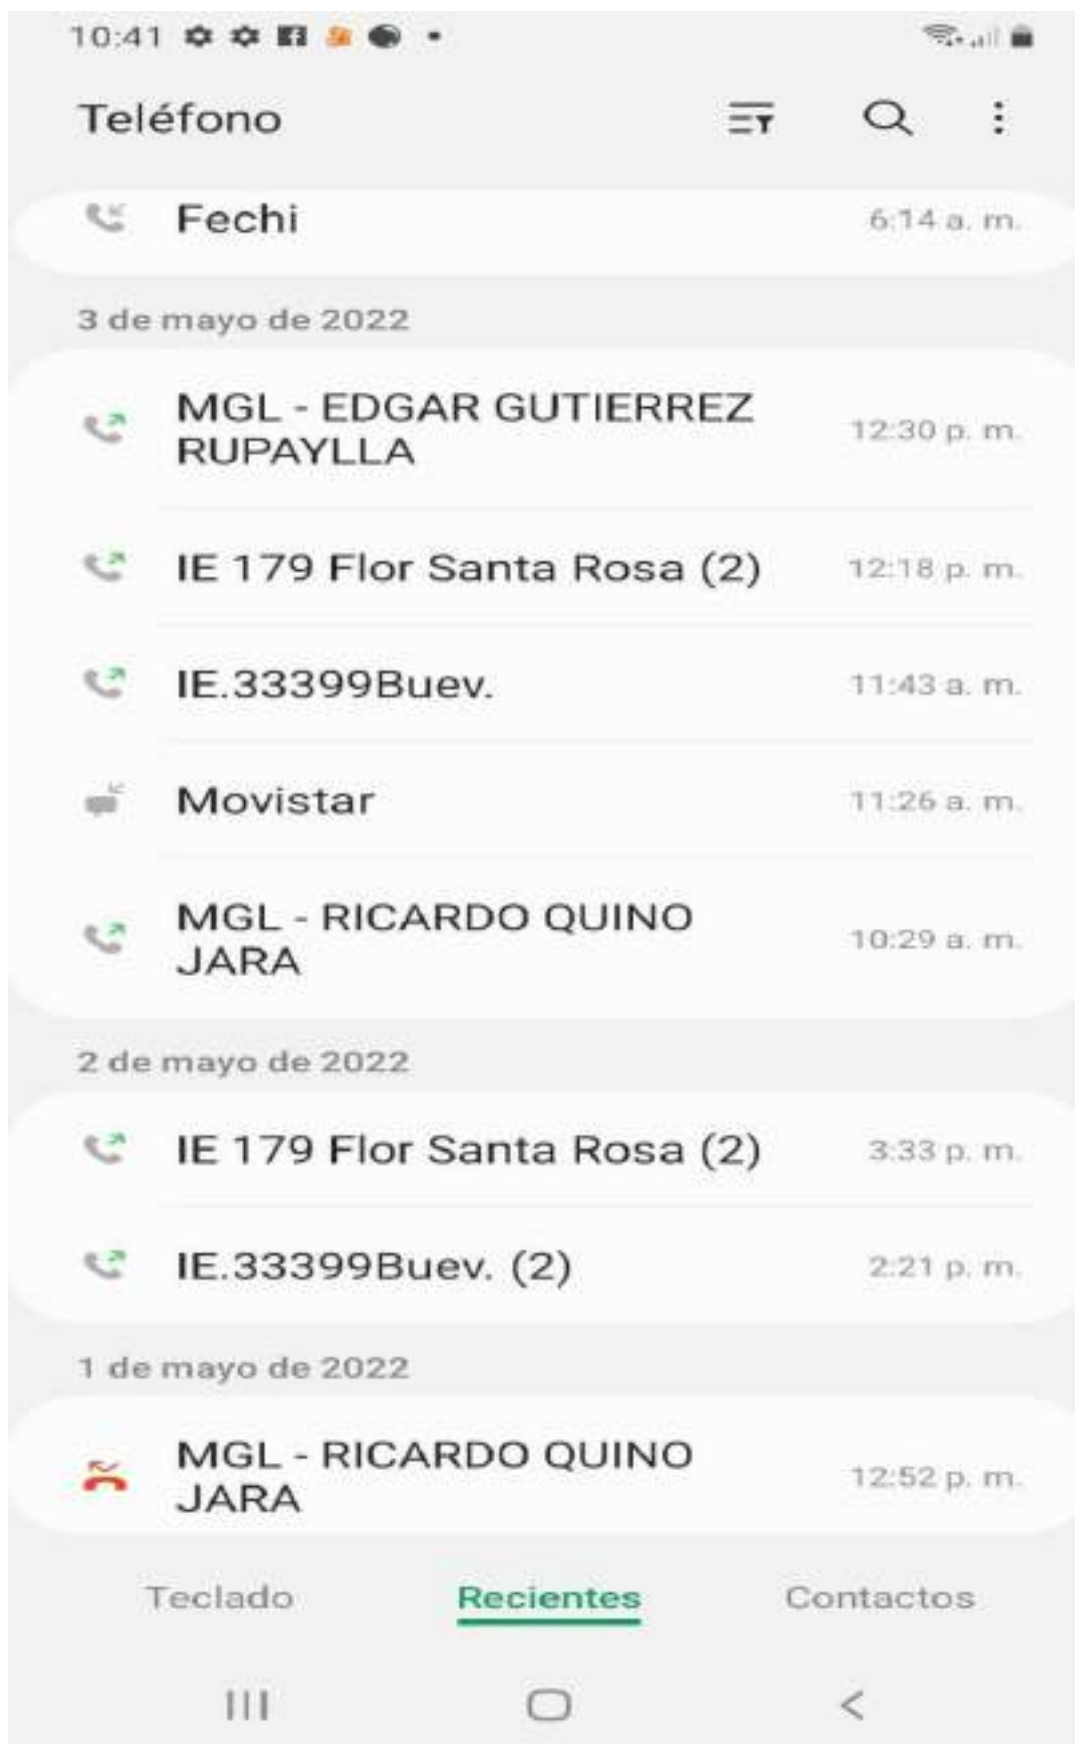 10:41
Teléfono
Fechi 6:14 a. m.
3 de mayo de 2022
MGL - EDGAR GUTIERREZ
RUPAYLLA
12:30 p. m.
IE 179 Flor Santa Rosa (2) 12:18 p. m.
IE.33399Buev. 11:43 a. m.
Movistar 11:26 a. m.
MGL - RICARDO QUINO
JARA
10:29 a. m.
2 de mayo de 2022
IE 179 Flor Santa Rosa (2) 3:33 p. m.
IE.33399Buev. (2) 2:21 p. m.
1 de mayo de 2022
MGL - RICARDO QUINO
JARA
12:52 p. m.
Teclado Recientes Contactos